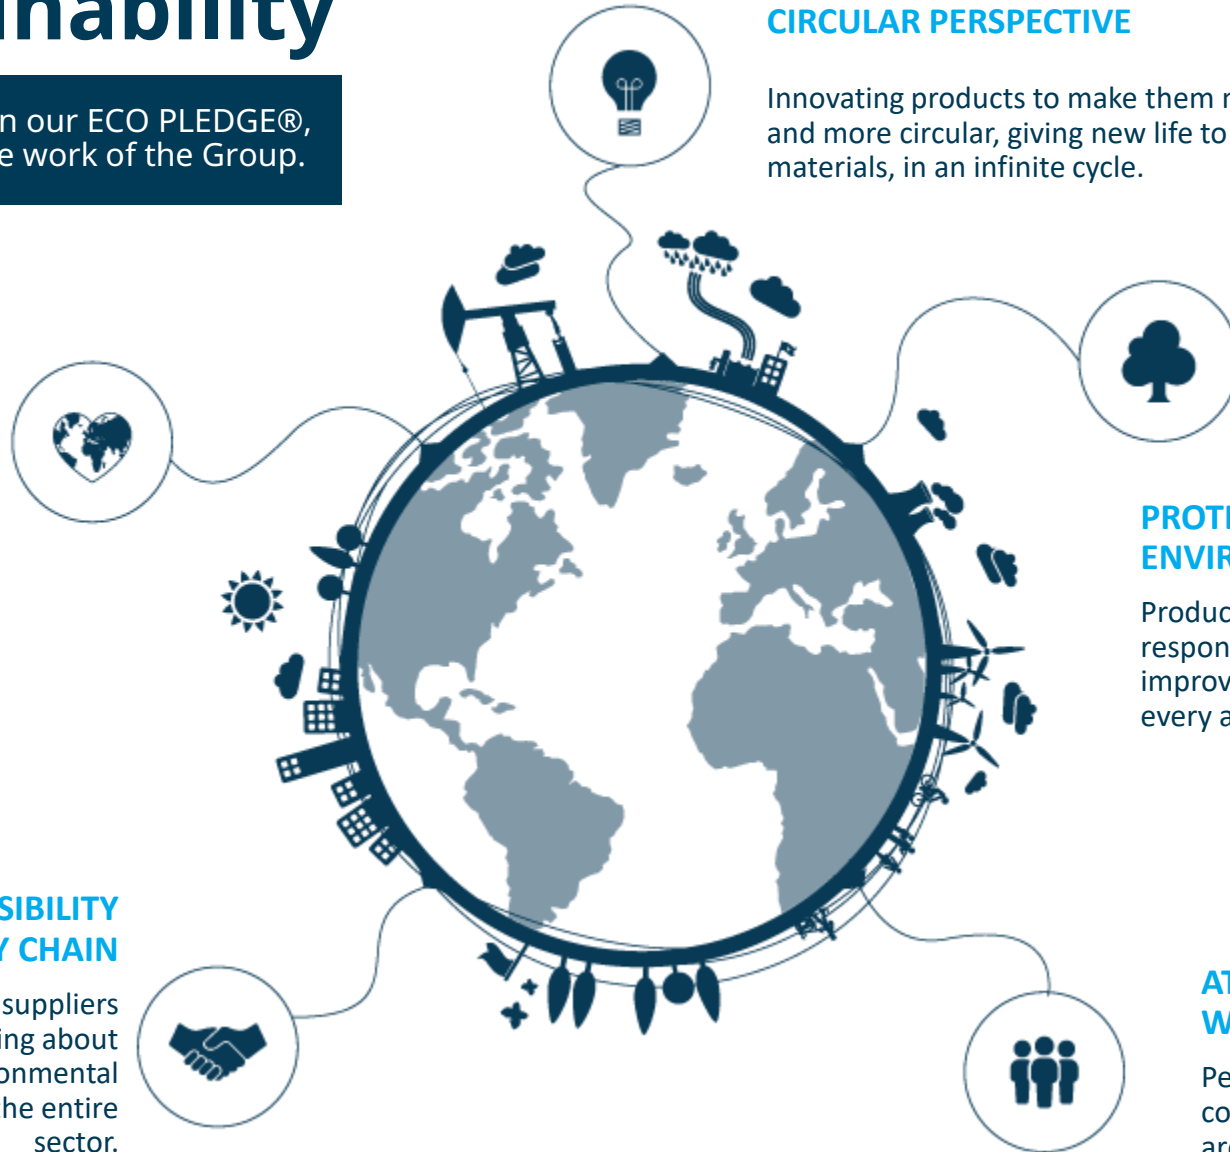 inability
n our ECO PLEDGE®,
e work of the Group.
CIRCULAR PERSPECTIVE
Innovating products to make them
and more circular, giving new life to
materials, in an infinite cycle.
PROT
ENVIR
Produc
respon
improv
every a
SIBILITY
Y CHAIN
suppliers
ing about
onmental
the entire
sector.
AT
W
Pe
co
are